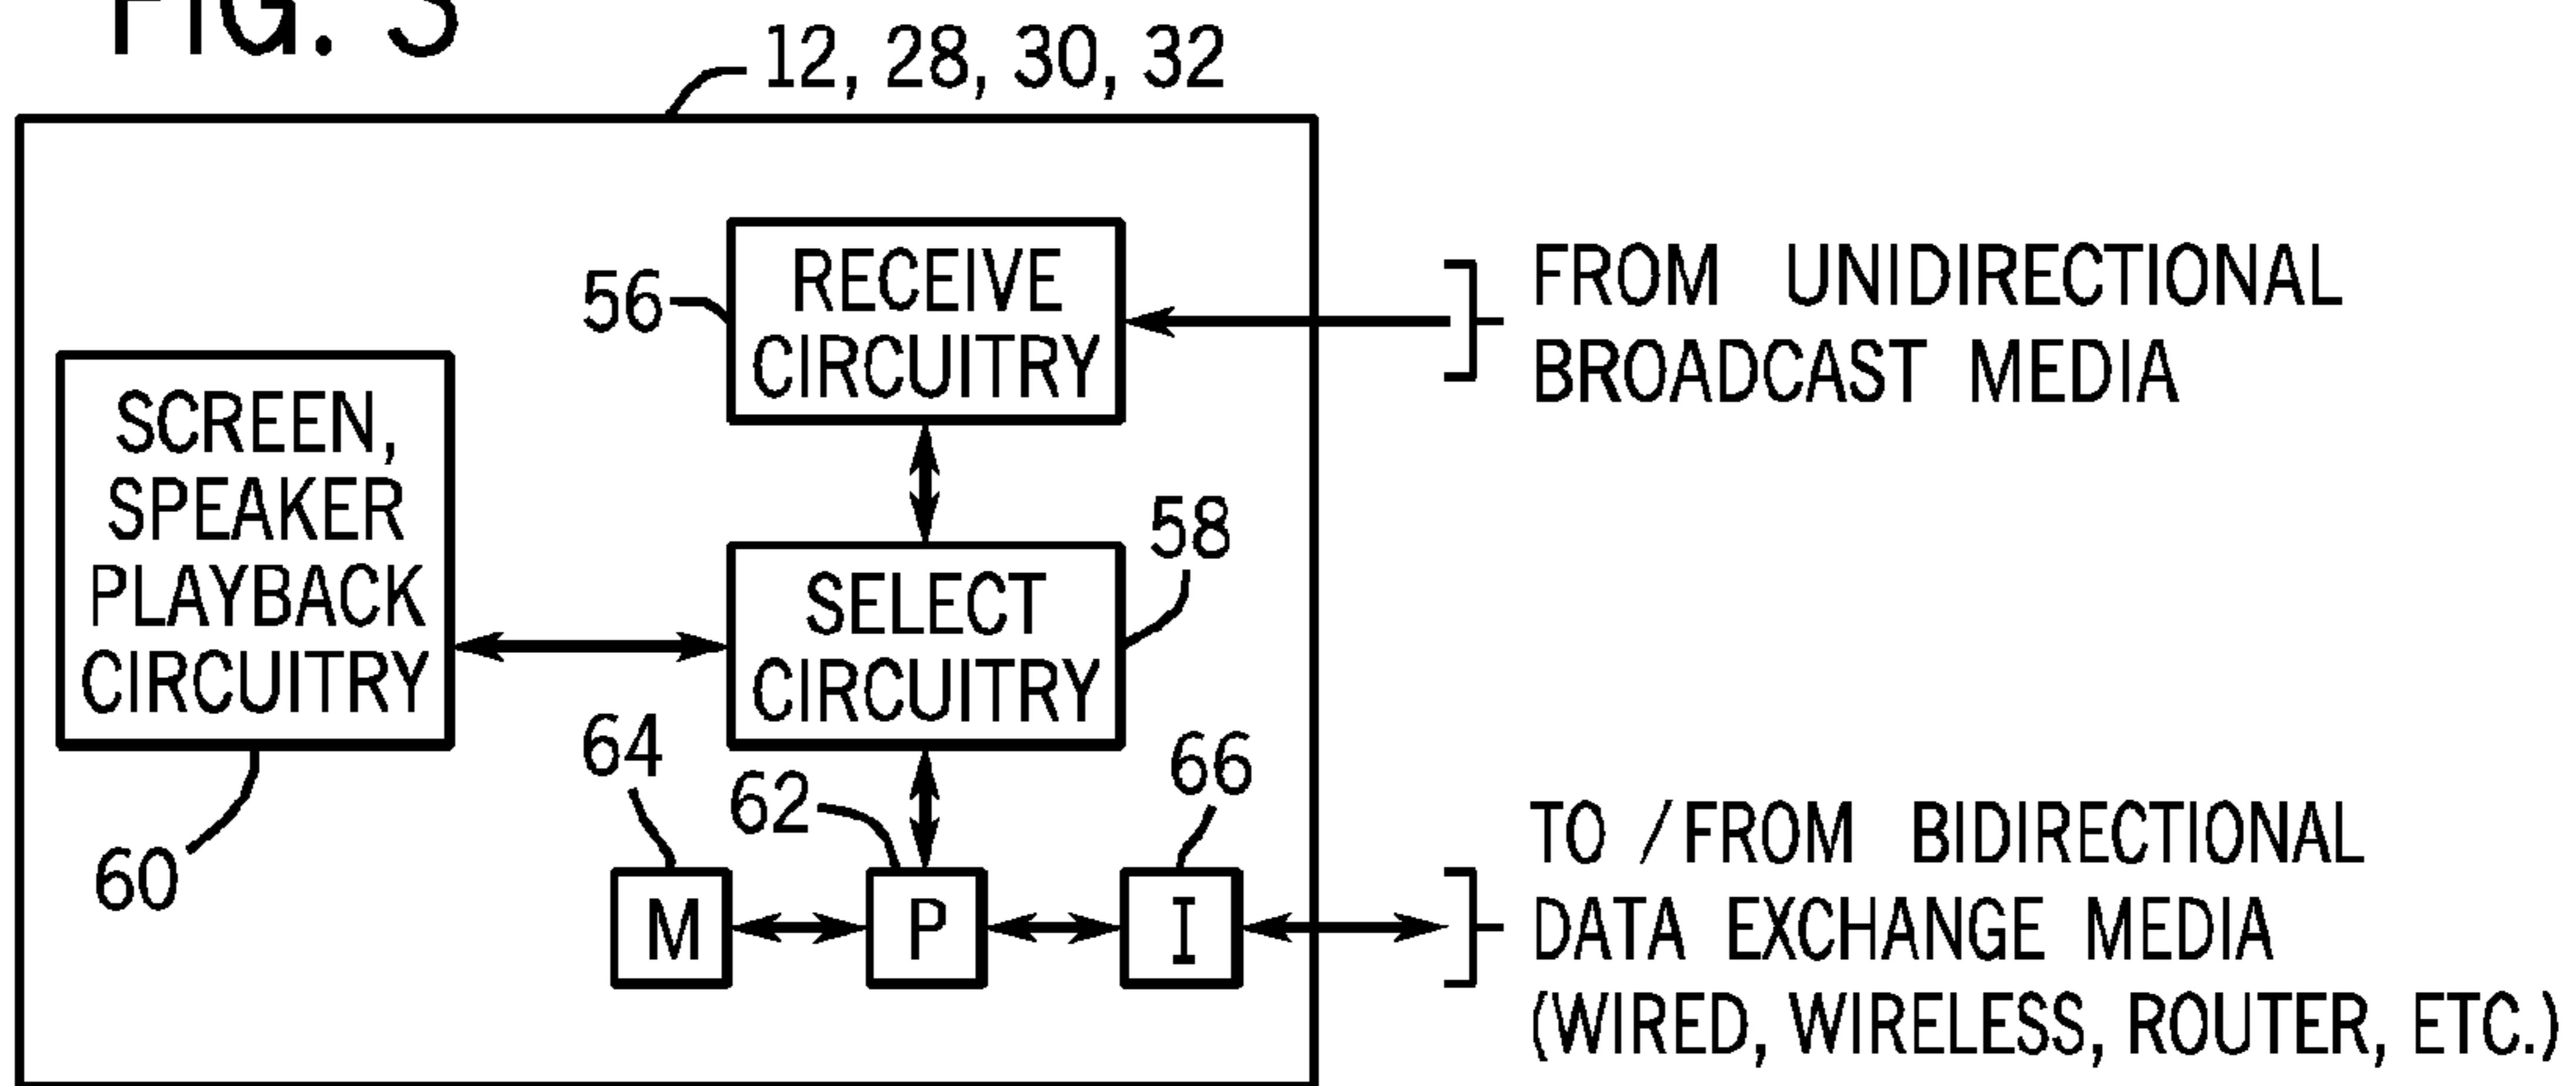 FIG. 3
12, 28, 30, 32
56
RECEIVE
CIRCUITRY
FROM UNIDIRECTIONAL
BROADCAST MEDIA
SCREEN,
SPEAKER
PLAYBACK
CIRCUITRY
60
58
SELECT
CIRCUITRY
64
62
66
M
P
I
TO / FROM BIDIRECTIONAL
DATA EXCHANGE MEDIA
(WIRED, WIRELESS, ROUTER, ETC.)